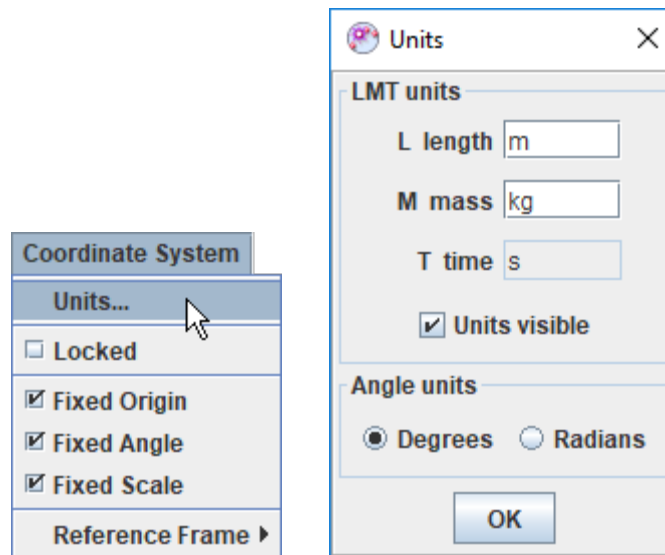 Coordinate System
Units...
Locked
Fixed Origin
Fixed Angle
Fixed Scale
Reference Frame
Units
LMT units
L length m
M mass kg
T time s
Units visible
Angle units
Degrees Radians
OK